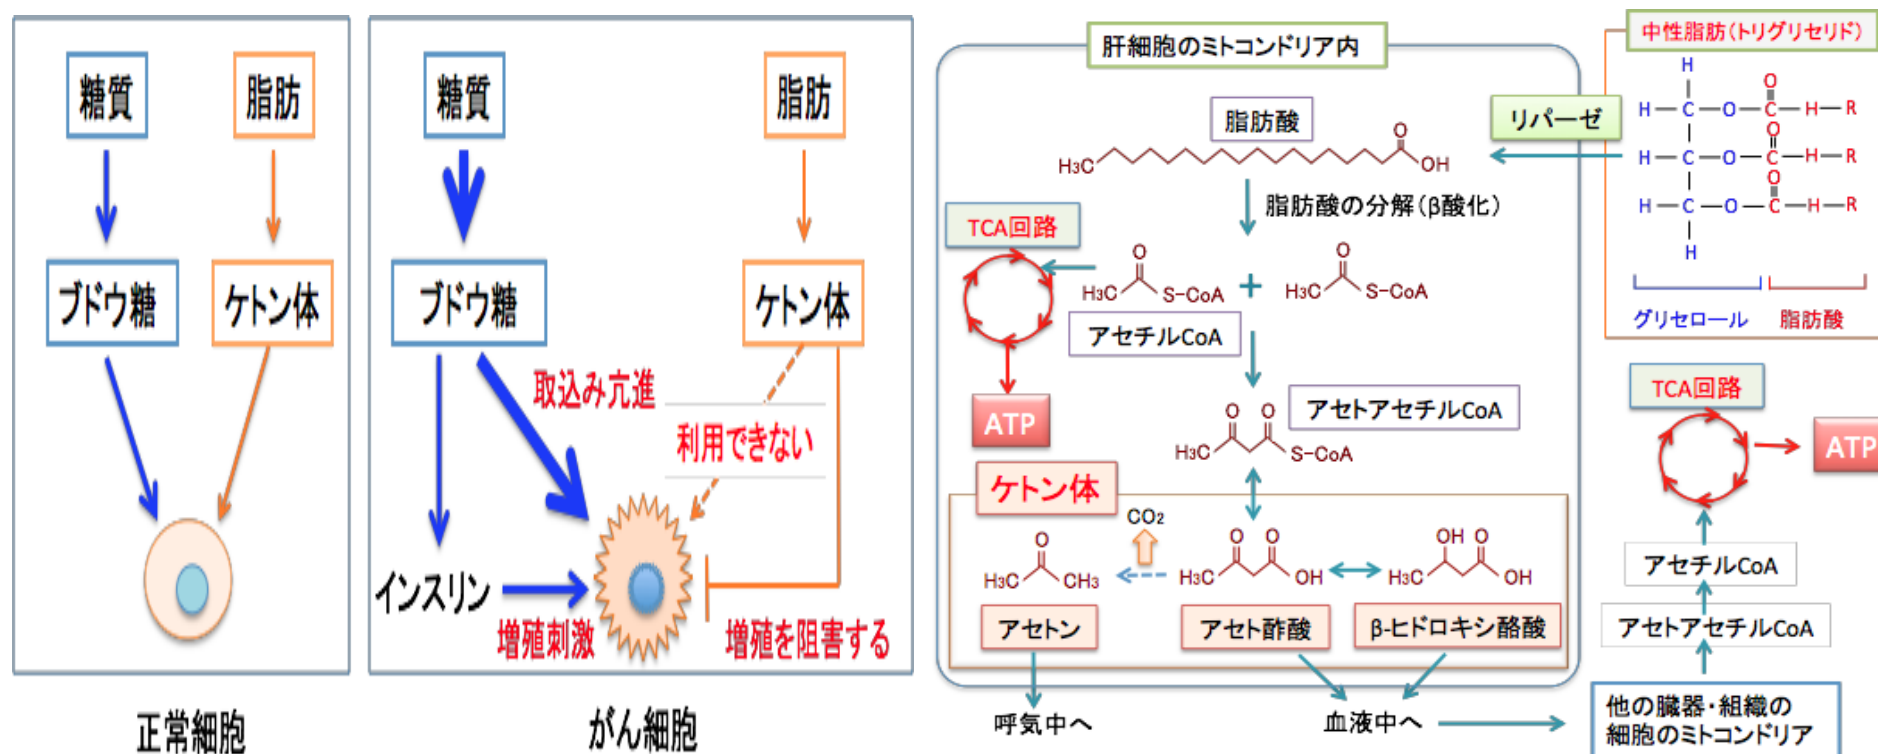 糖質
脂肪
ブドウ糖
ケトン体
正常細胞
糖質
脂肪
ブドウ糖
ケトン体
取込み亢進
利用できない
インスリン
増殖刺激
増殖を阻害する
がん細胞
肝細胞のミトコンドリア内
脂肪酸
H3C
O
OH
脂肪酸の分解(β酸化)
TCA回路
ATP
O
H3C
S-CoA
+
O
H3C
S-CoA
アセチルCoA
アセトアセチルCoA
O O
H3C
S-CoA
ケトン体
CO2
O
H3C
CH3
O O
H3C
OH
OH O
H3C
OH
アセトン
アセト酢酸
β-ヒドロキシ酪酸
呼気中へ
血液中へ
リパーゼ
中性脂肪(トリグリセリド)
H
O
H-C-O-C-H-R
O
H-C-O-C-H-R
O
H-C-O-C-H-R
H
グリセロール
脂肪酸
TCA回路
ATP
アセチルCoA
アセトアセチルCoA
他の臓器・組織の
細胞のミトコンドリア